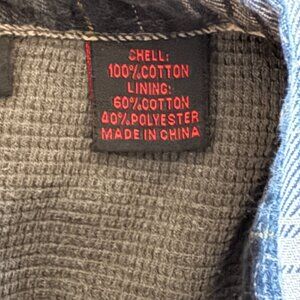 SHELL:
100%COTTON
LINING:
60%COTTON
40%POLYESTER
MADE IN CHINA